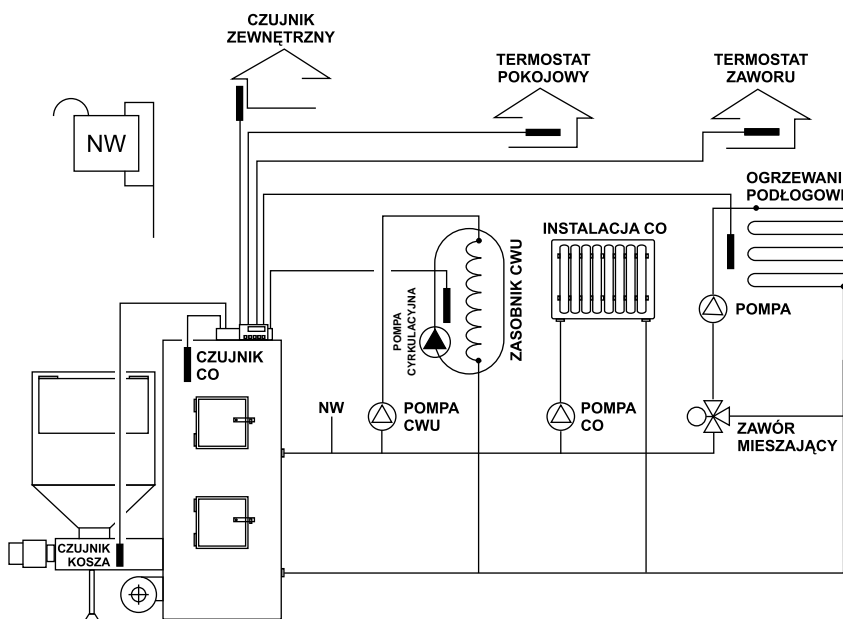 CZUJNIK
ZEWNĘTRZNY
TERMOSTAT
POKOJOWY
TERMOSTAT
ZAWORU
NW
OGRZEWANI
PODŁOGOW
INSTALACJA CO
ZASOBNIK CWU
POMPA
CYRKULACYJNA
POMPA
CZUJNIK
CO
NW
POMPA
CWU
POMPA
CO
ZAWÓR
MIESZAJĄCY
CZUJNIK
KOSZA